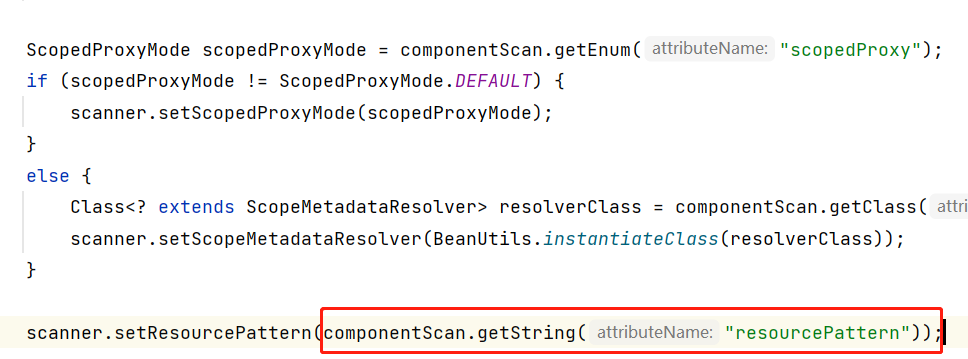 ScopedProxyMode scopedProxyMode = componentScan.getEnum( attributeName: "scopedProxy");
if (scopedProxyMode != ScopedProxyMode.DEFAULT) {
scanner.setScopedProxyMode(scopedProxyMode);
}
else {
Class<? extends ScopeMetadataResolver> resolverClass = componentScan.getClass(
scanner.setScopeMetadataResolver(BeanUtils.instantiateClass(resolverClass));
}
scanner.setResourcePattern(componentScan.getString( attributeName: "resourcePattern"));